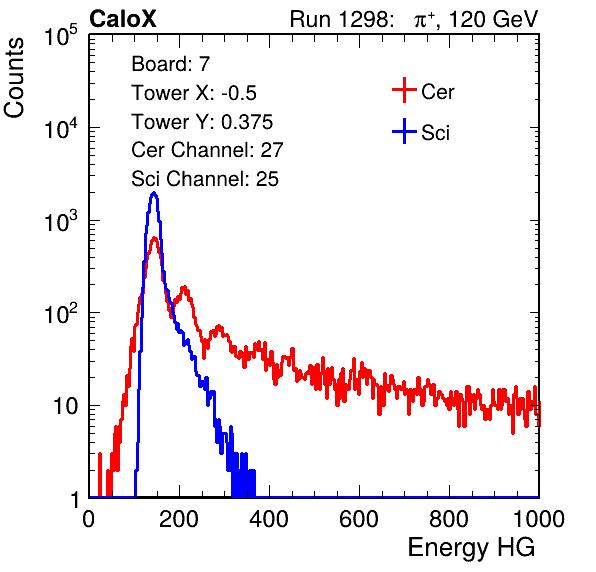 CaloX Run 1298: π⁺, 120 GeV
Counts
10⁵
10⁴
10³
10²
10
1
Board: 7
Tower X: -0.5
Tower Y: 0.375
Cer Channel: 27
Sci Channel: 25
Cer
Sci
0 200 400 600 800 1000
Energy HG